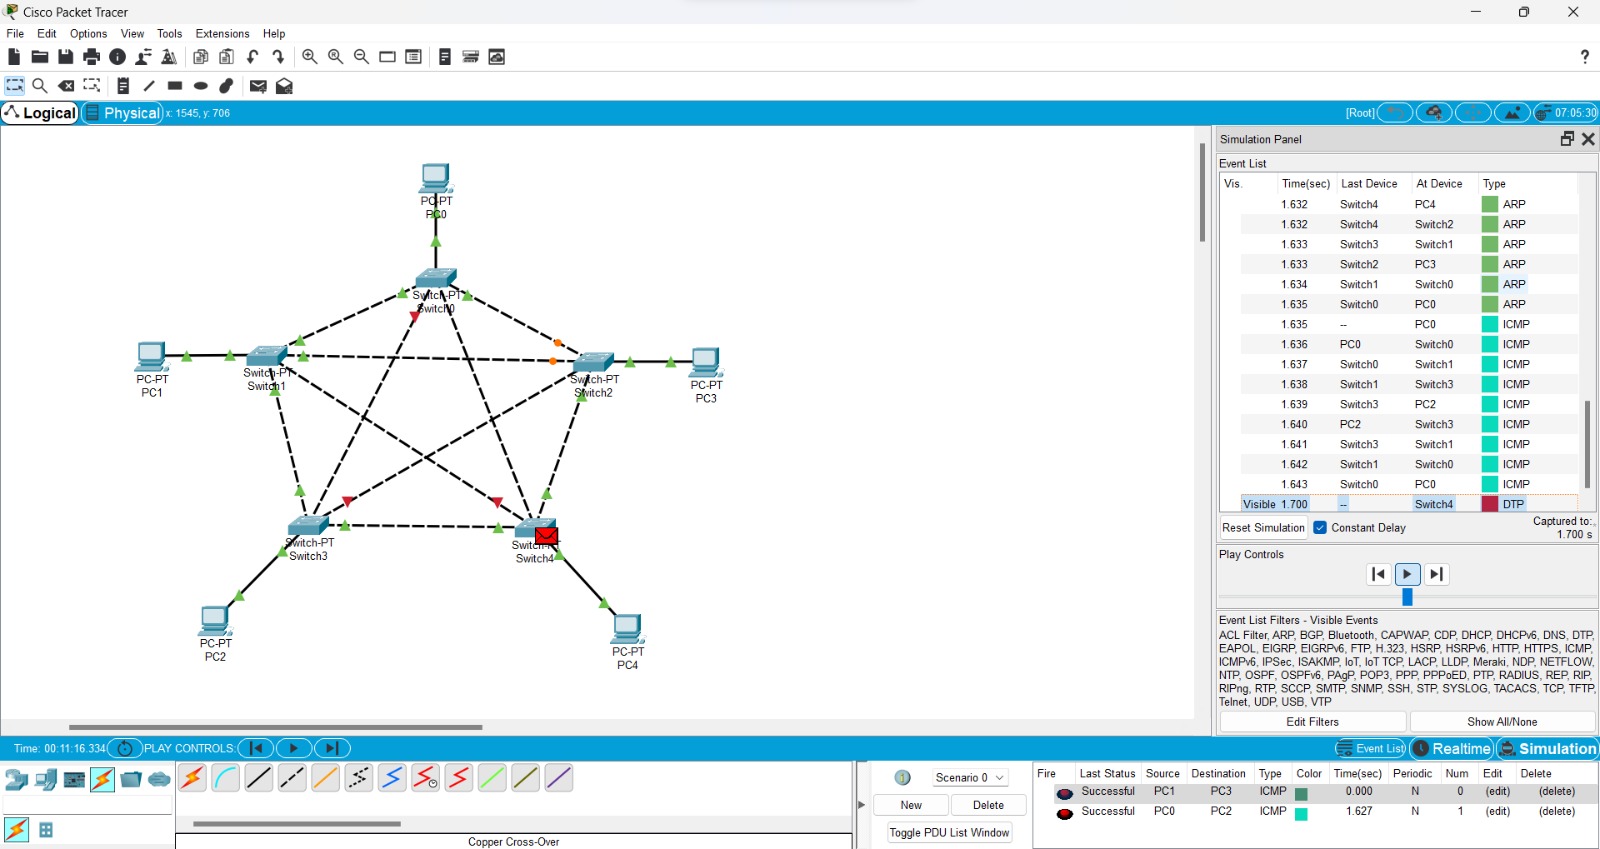 Cisco Packet Tracer
File Edit Options View Tools Extensions Help
?
Logical Physical x: 1545, y: 706 [Root] 07:05:30
PC-PT
PC0
Switch-PT
Switch0
PC-PT
PC1
Switch-PT
Switch1
Switch-PT
Switch2
PC-PT
PC3
Switch-PT
Switch3
Switch-PT
Switch4
PC-PT
PC2
PC-PT
PC4
Simulation Panel
Event List
Vis. Time(sec) Last Device At Device Type
1.632 Switch4 PC4 ARP
1.632 Switch4 Switch2 ARP
1.633 Switch3 Switch1 ARP
1.633 Switch2 PC3 ARP
1.634 Switch1 Switch0 ARP
1.635 Switch0 PC0 ARP
1.635 -- PC0 ICMP
1.636 PC0 Switch0 ICMP
1.637 Switch0 Switch1 ICMP
1.638 Switch1 Switch3 ICMP
1.639 Switch3 PC2 ICMP
1.640 PC2 Switch3 ICMP
1.641 Switch3 Switch1 ICMP
1.642 Switch1 Switch0 ICMP
1.643 Switch0 PC0 ICMP
Visible 1.700 -- Switch4 DTP
Reset Simulation Constant Delay Captured to:
1.700 s
Play Controls
Event List Filters - Visible Events
ACL Filter, ARP, BGP, Bluetooth, CAPWAP, CDP, DHCP, DHCPv6, DNS, DTP,
EAPOL, EIGRP, EIGRPv6, FTP, H.323, HSRP, HSRPv6, HTTP, HTTPS, ICMP,
ICMPv6, IPSec, ISAKMP, IoT, IoT TCP, LACP, LLDP, Meraki, NDP, NETFLOW,
NTP, OSPF, OSPFv6, PAgP, POP3, PPP, PPPoED, PTP, RADIUS, REP, RIP,
RIPng, RTP, SCCP, SMTP, SNMP, SSH, STP, SYSLOG, TACACS, TCP, TFTP,
Telnet, UDP, USB, VTP
Edit Filters Show All/None
Time: 00:11:16.334 PLAY CONTROLS: Event List Realtime Simulation
Scenario 0
New Delete
Toggle PDU List Window
Fire Last Status Source Destination Type Color Time(sec) Periodic Num Edit Delete
Successful PC1 PC3 ICMP 0.000 N 0 (edit) (delete)
Successful PC0 PC2 ICMP 1.627 N 1 (edit) (delete)
Copper Cross-Over